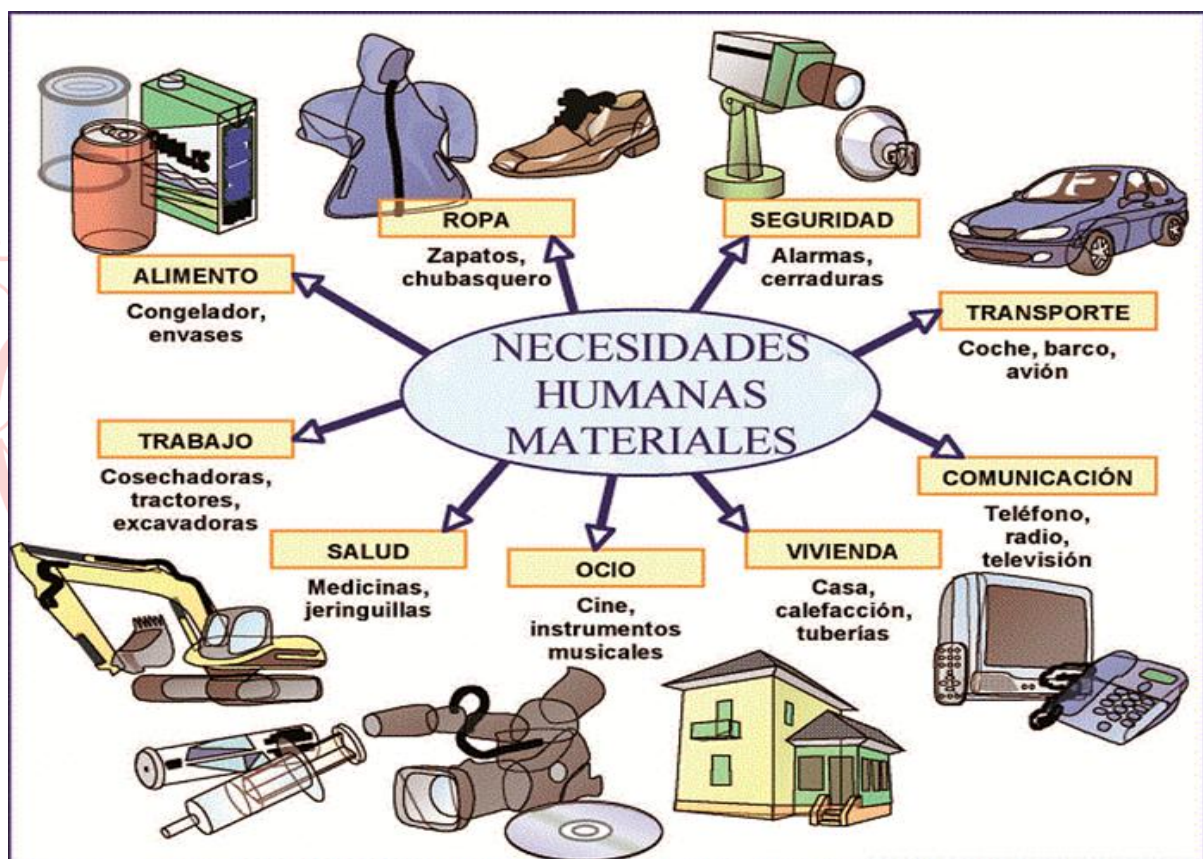 NECESIDADES
HUMANAS
MATERIALES
ALIMENTO
Congelador,
envases
ROPA
Zapatos,
chubasquero
SEGURIDAD
Alarmas,
cerraduras
TRANSPORTE
Coche, barco,
avión
COMUNICACIÓN
Teléfono,
radio,
televisión
VIVIENDA
Casa,
calefacción,
tuberías
OCIO
Cine,
instrumentos
musicales
SALUD
Medicinas,
jeringuillas
TRABAJO
Cosechadoras,
tractores,
excavadoras